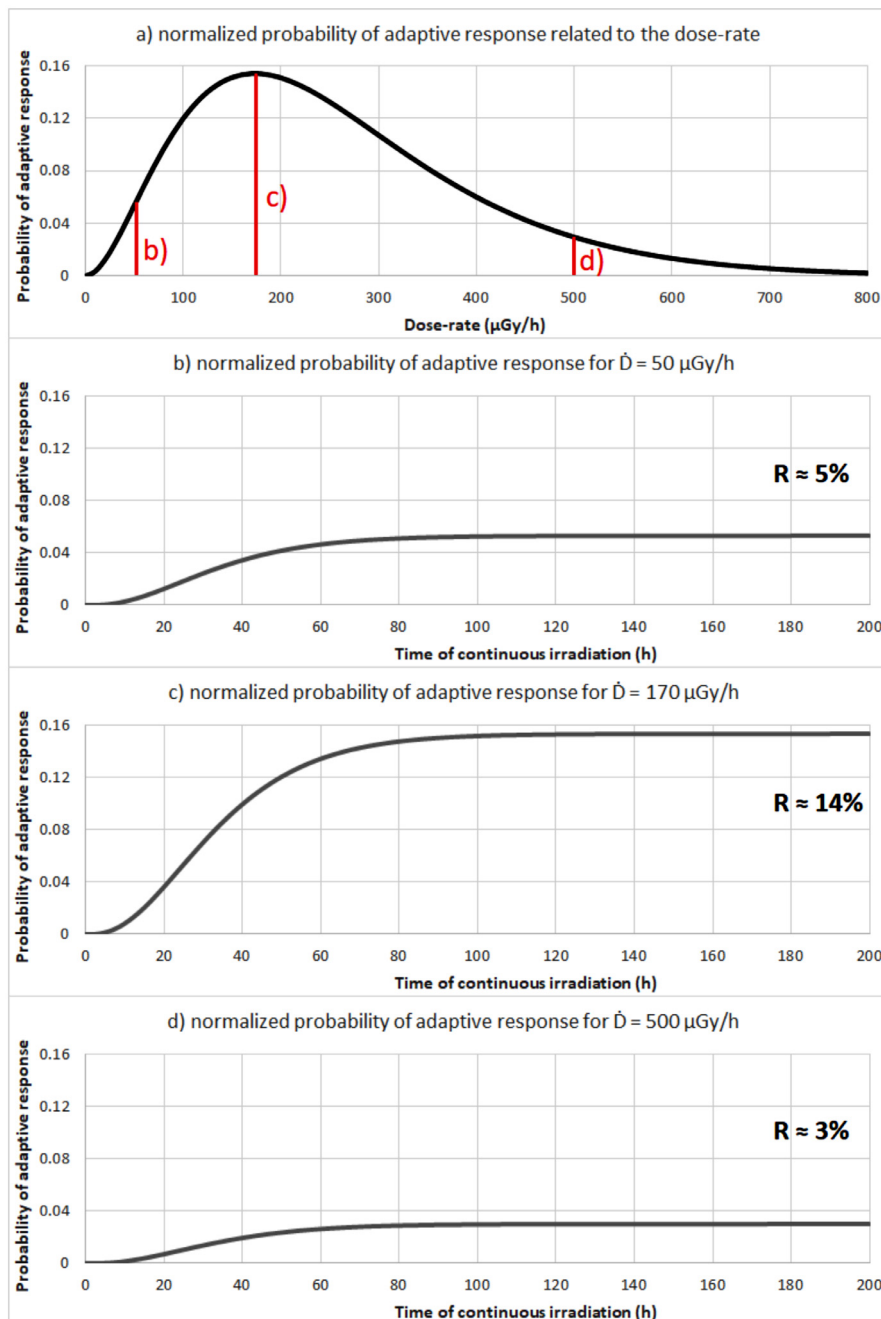 a) normalized probability of adaptive response related to the dose-rate
Probability of adaptive response
0.16
0.12
0.08
0.04
0
b)
c)
d)
0 100 200 300 400 500 600 700 800
Dose-rate (µGy/h)
b) normalized probability of adaptive response for Ḋ = 50 µGy/h
Probability of adaptive response
0.16
0.12
0.08
0.04
0
R ≈ 5%
0 20 40 60 80 100 120 140 160 180 200
Time of continuous irradiation (h)
c) normalized probability of adaptive response for Ḋ = 170 µGy/h
Probability of adaptive response
0.16
0.12
0.08
0.04
0
R ≈ 14%
0 20 40 60 80 100 120 140 160 180 200
Time of continuous irradiation (h)
d) normalized probability of adaptive response for Ḋ = 500 µGy/h
Probability of adaptive response
0.16
0.12
0.08
0.04
0
R ≈ 3%
0 20 40 60 80 100 120 140 160 180 200
Time of continuous irradiation (h)